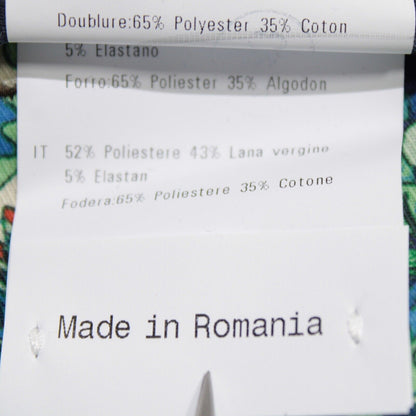 Doublure:65% Polyester 35% Coton
5% Elastano
Forro:65% Poliester 35% Algodon
IT 52% Poliestere 43% Lana vergine
5% Elastan
Fodera:65% Poliestere 35% Cotone
Made in Romania